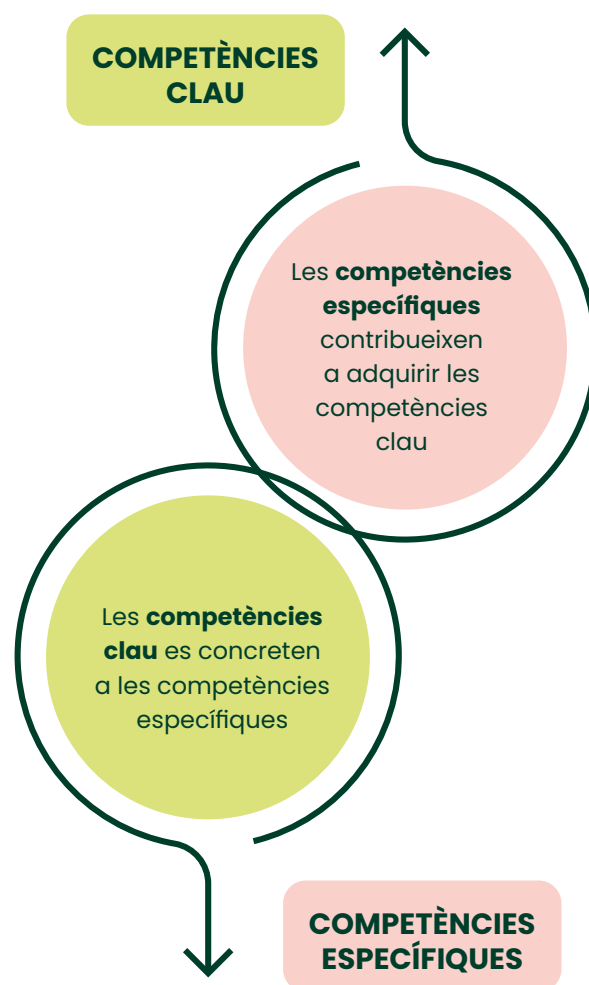 COMPETÈNCIES
CLAU
Les competències
específiques
contribueixen
a adquirir les
competències
clau
Les competències
clau es concreten
a les competències
específiques
COMPETÈNCIES
ESPECÍFIQUES